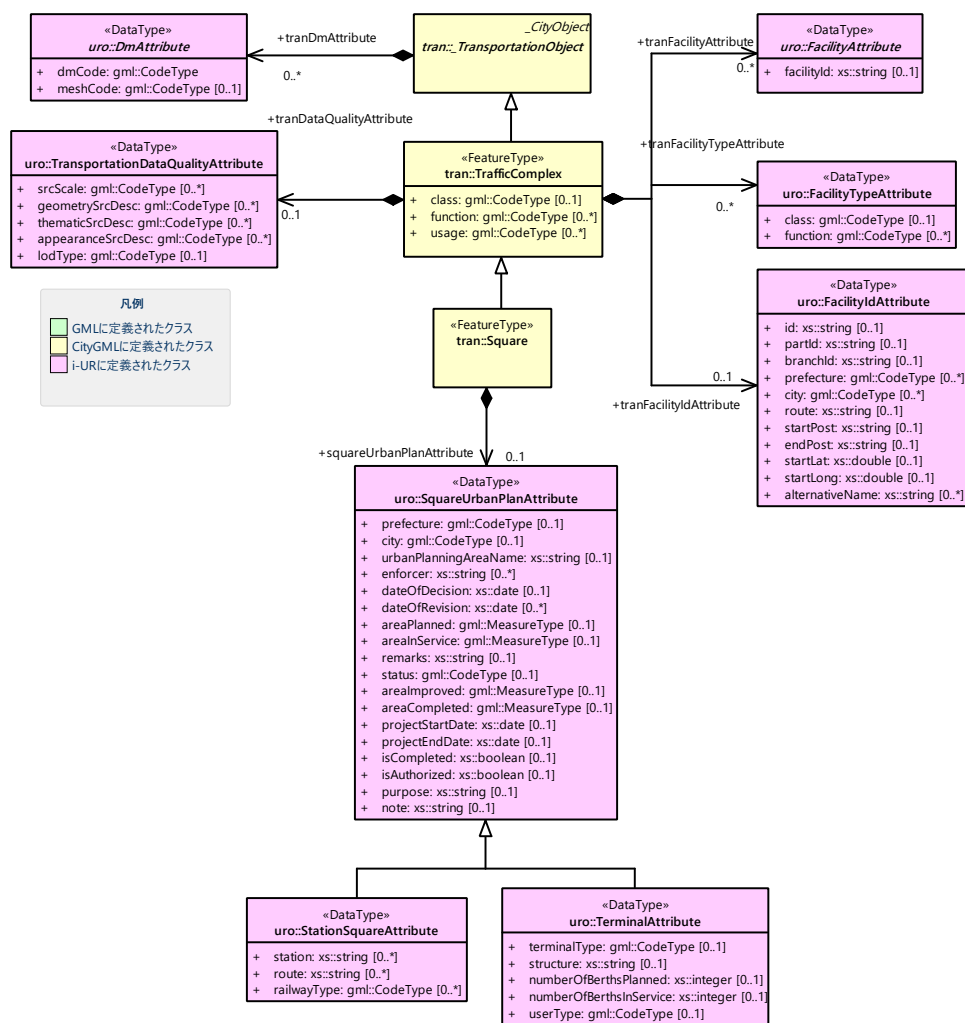 «DataType»
uro::DmAttribute
+ dmCode: gml::CodeType
+ meshCode: gml::CodeType [0..1]
+tranDmAttribute
0..*
_CityObject
tran::_TransportationObject
+tranFacilityAttribute
0..*
«DataType»
uro::FacilityAttribute
+ facilityId: xs::string [0..1]
+tranDataQualityAttribute
0..1
«DataType»
uro::TransportationDataQualityAttribute
+ srcScale: gml::CodeType [0..*]
+ geometrySrcDesc: gml::CodeType [0..*]
+ thematicSrcDesc: gml::CodeType [0..*]
+ appearanceSrcDesc: gml::CodeType [0..*]
+ lodType: gml::CodeType [0..1]
«FeatureType»
tran::TrafficComplex
+ class: gml::CodeType [0..1]
+ function: gml::CodeType [0..*]
+ usage: gml::CodeType [0..*]
+tranFacilityTypeAttribute
0..*
«DataType»
uro::FacilityTypeAttribute
+ class: gml::CodeType [0..1]
+ function: gml::CodeType [0..*]
凡例
GMLに定義されたクラス
CityGMLに定義されたクラス
i-URに定義されたクラス
«FeatureType»
tran::Square
0..1
+tranFacilityIdAttribute
«DataType»
uro::FacilityIdAttribute
+ id: xs::string [0..1]
+ partId: xs::string [0..1]
+ branchId: xs::string [0..1]
+ prefecture: gml::CodeType [0..*]
+ city: gml::CodeType [0..*]
+ route: xs::string [0..1]
+ startPost: xs::string [0..1]
+ endPost: xs::string [0..1]
+ startLat: xs::double [0..1]
+ startLong: xs::double [0..1]
+ alternativeName: xs::string [0..*]
+squareUrbanPlanAttribute
0..1
«DataType»
uro::SquareUrbanPlanAttribute
+ prefecture: gml::CodeType [0..1]
+ city: gml::CodeType [0..1]
+ urbanPlanningAreaName: xs::string [0..1]
+ enforcer: xs::string [0..*]
+ dateOfDecision: xs::date [0..1]
+ dateOfRevision: xs::date [0..*]
+ areaPlanned: gml::MeasureType [0..1]
+ areaInService: gml::MeasureType [0..1]
+ remarks: xs::string [0..1]
+ status: gml::CodeType [0..1]
+ areaImproved: gml::MeasureType [0..1]
+ areaCompleted: gml::MeasureType [0..1]
+ projectStartDate: xs::date [0..1]
+ projectEndDate: xs::date [0..1]
+ isCompleted: xs::boolean [0..1]
+ isAuthorized: xs::boolean [0..1]
+ purpose: xs::string [0..1]
+ note: xs::string [0..1]
«DataType»
uro::StationSquareAttribute
+ station: xs::string [0..*]
+ route: xs::string [0..*]
+ railwayType: gml::CodeType [0..*]
«DataType»
uro::TerminalAttribute
+ terminalType: gml::CodeType [0..1]
+ structure: xs::string [0..1]
+ numberOfBerthsPlanned: xs::integer [0..1]
+ numberOfBerthsInService: xs::integer [0..1]
+ userType: gml::CodeType [0..1]